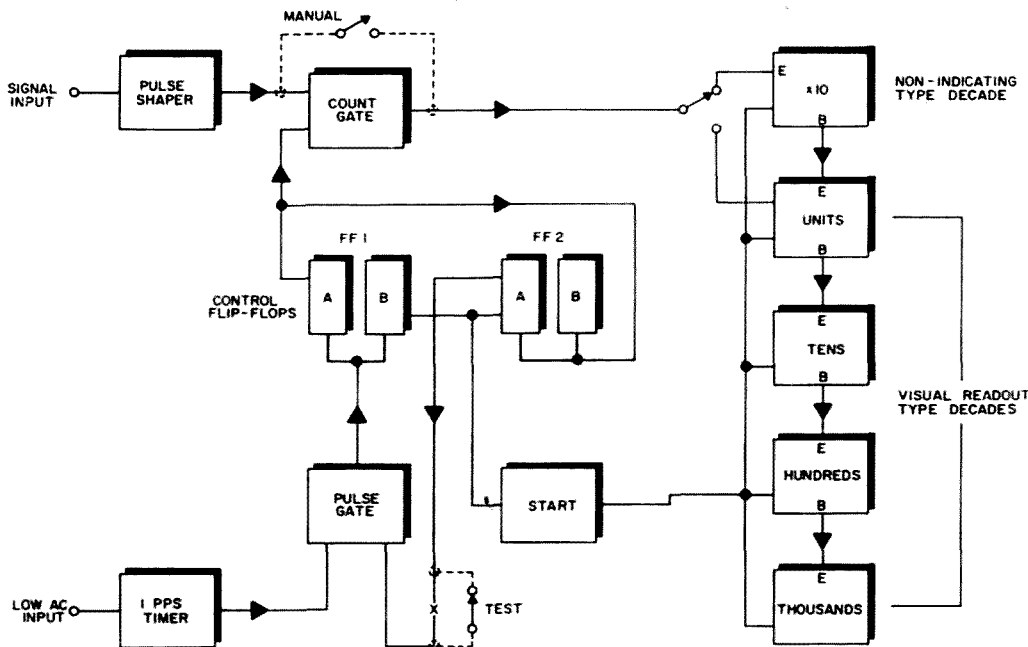 MANUAL
SIGNAL
INPUT
PULSE
SHAPER
COUNT
GATE
E
x 10
B
NON-INDICATING
TYPE DECADE
E
UNITS
B
FF 1
FF 2
CONTROL
FLIP-FLOPS
A
B
A
B
E
TENS
B
VISUAL READOUT
TYPE DECADES
E
HUNDREDS
B
PULSE
GATE
START
LOW AC
INPUT
1 PPS
TIMER
X
TEST
E
THOUSANDS